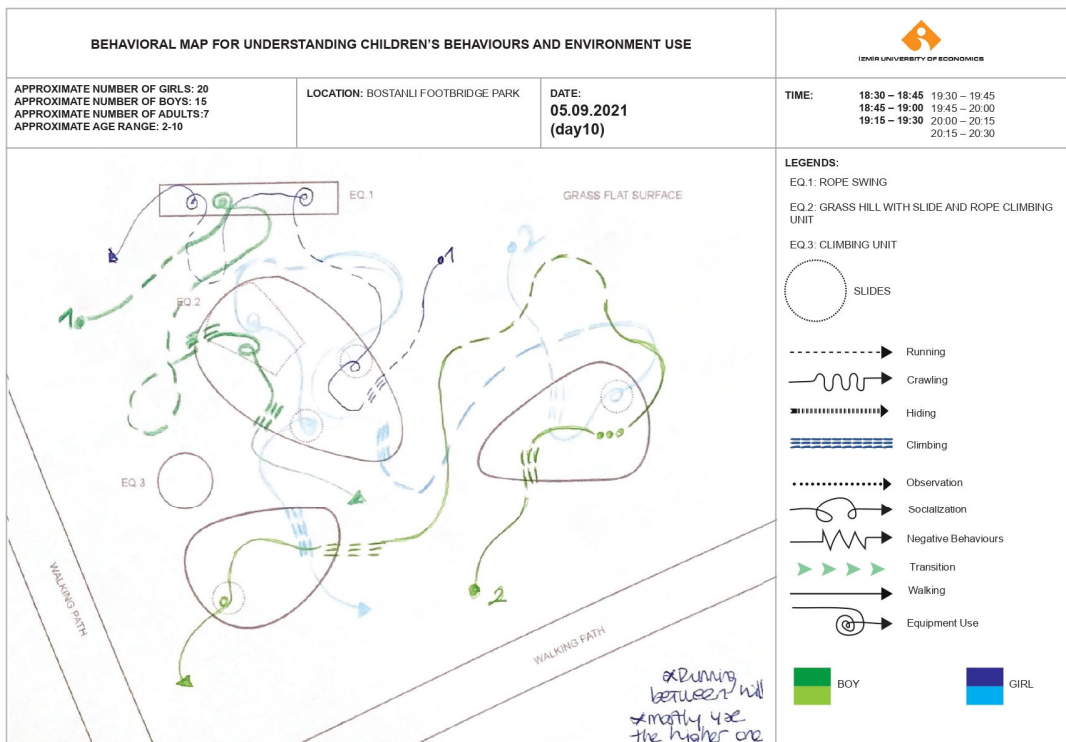 BEHAVIORAL MAP FOR UNDERSTANDING CHILDREN'S BEHAVIOURS AND ENVIRONMENT USE
İZMİR UNIVERSITY OF ECONOMICS
APPROXIMATE NUMBER OF GIRLS: 20
APPROXIMATE NUMBER OF BOYS: 15
APPROXIMATE NUMBER OF ADULTS:7
APPROXIMATE AGE RANGE: 2-10
LOCATION: BOSTANLI FOOTBRIDGE PARK
DATE:
05.09.2021
(day10)
TIME:
18:30 – 18:45 19:30 – 19:45
18:45 – 19:00 19:45 – 20:00
19:15 – 19:30 20:00 – 20:15
20:15 – 20:30
EQ.1
GRASS FLAT SURFACE
2
1
EQ.2
1
EQ.3
2
WALKING PATH
WALKING PATH
*Running
between hill
*mostly use
the higher one
LEGENDS:
EQ.1: ROPE SWING
EQ.2: GRASS HILL WITH SLIDE AND ROPE CLIMBING
UNIT
EQ.3: CLIMBING UNIT
SLIDES
Running
Crawling
Hiding
Climbing
Observation
Socialization
Negative Behaviours
Transition
Walking
Equipment Use
BOY
GIRL